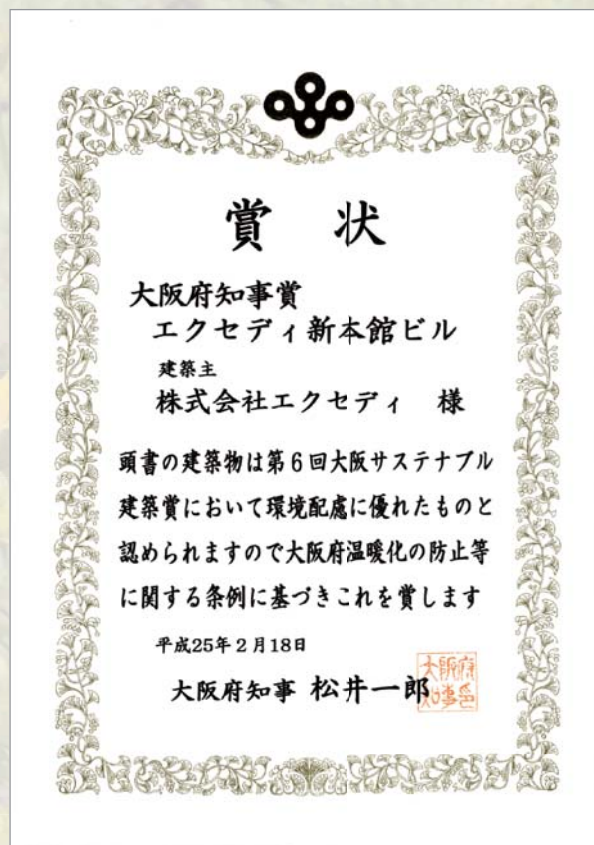 賞 状
大阪府知事賞
エクセディ新本館ビル
建築主
株式会社エクセディ 様
頭書の建築物は第6回大阪サステナブル
建築賞において環境配慮に優れたものと
認められますので大阪府温暖化の防止等
に関する条例に基づきこれを賞します
平成25年2月18日
大阪府知事 松井一郎
大阪府
知事印